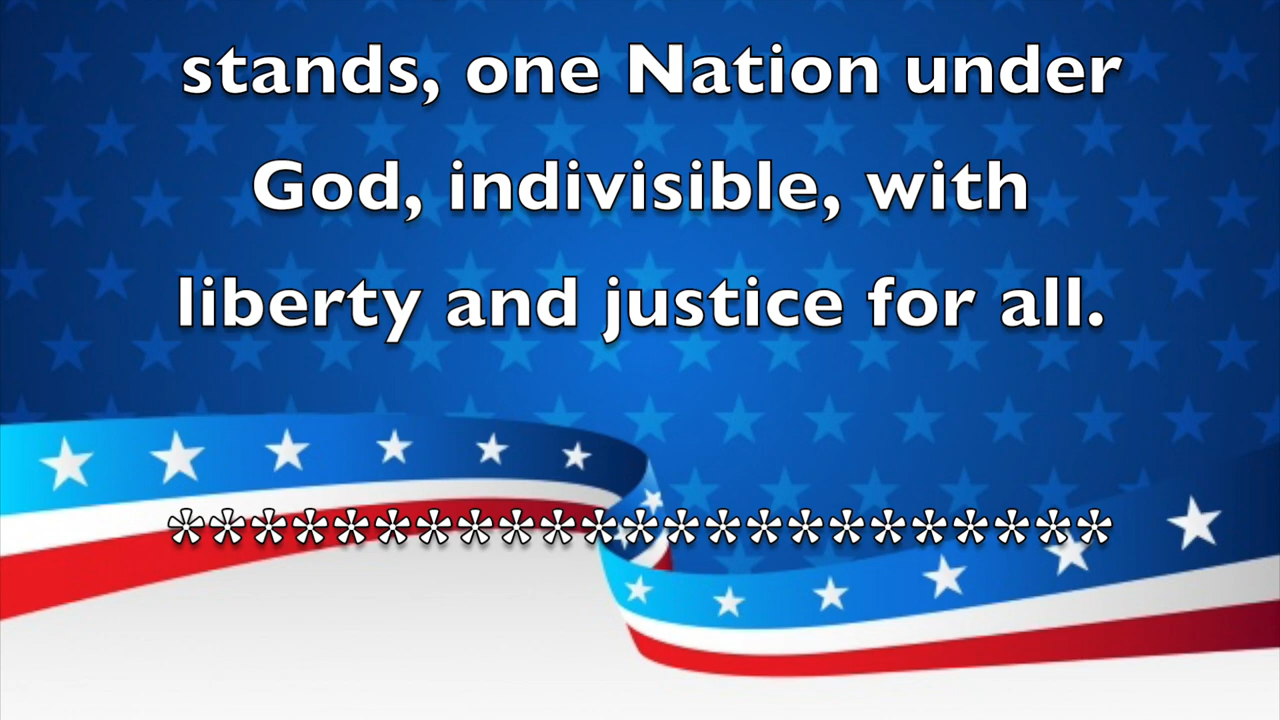 stands, one Nation under
God, indivisible, with
liberty and justice for all.
***********************